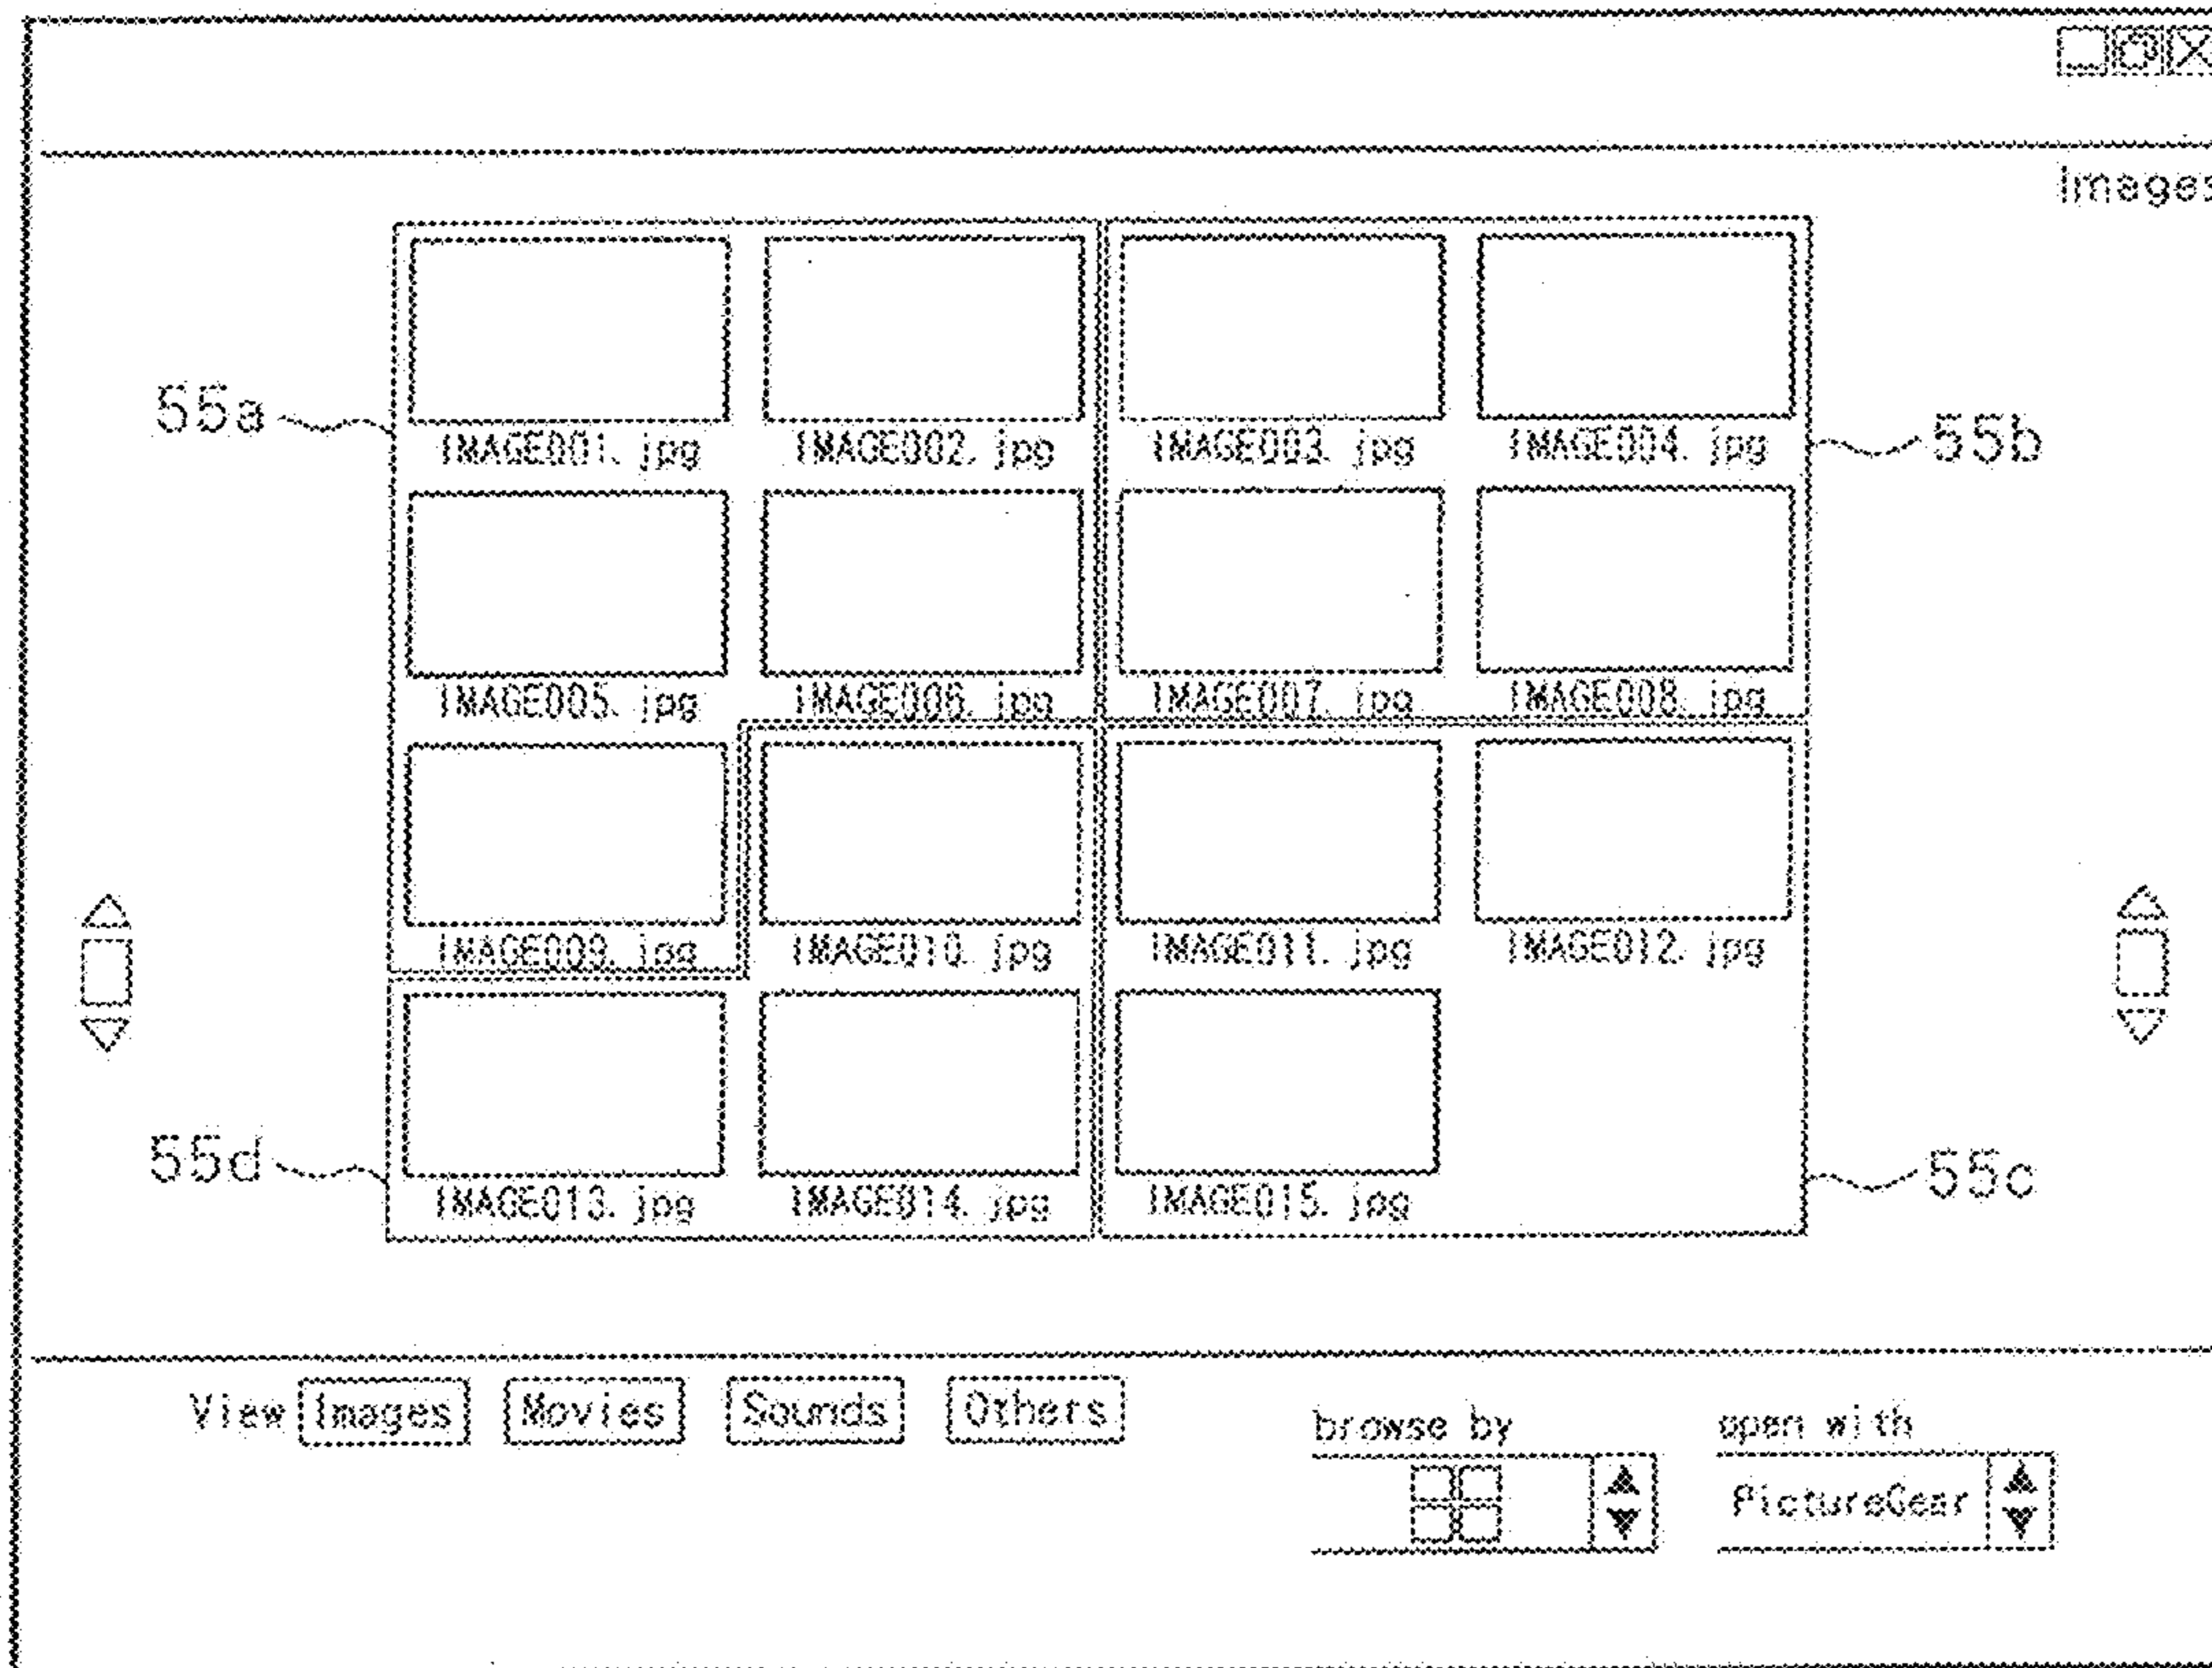 Images
IMAGE001.jpg IMAGE002.jpg IMAGE003.jpg IMAGE004.jpg
55a 55b
IMAGE005.jpg IMAGE006.jpg IMAGE007.jpg IMAGE008.jpg
IMAGE009.jpg IMAGE010.jpg IMAGE011.jpg IMAGE012.jpg
55d 55c
IMAGE013.jpg IMAGE014.jpg IMAGE015.jpg
View Images Movies Sounds Others
browse by open with
PictureGear